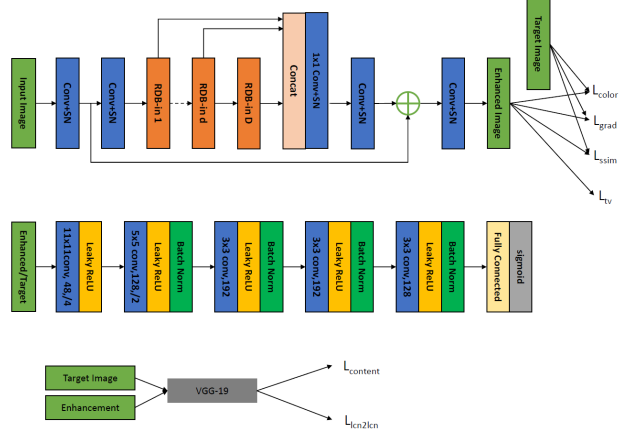 Input Image
Conv+SN
Conv+SN
RDB-in 1
RDB-in d
RDB-in D
Concat
1x1 Conv+SN
Conv+SN
Conv+SN
Enhanced Image
Target Image
Lcolor
Lgrad
Lssim
Ltv
Enhanced/Target
11x11conv, 48,/4
Leaky ReLU
5x5 conv,128,/2
Leaky ReLU
Batch Norm
3x3 conv,192
Leaky ReLU
Batch Norm
3x3 conv,192
Leaky ReLU
Batch Norm
3x3 conv,128
Leaky ReLU
Batch Norm
Fully Connected
sigmoid
Target Image
Enhancement
VGG-19
Lcontent
Llcn2lcn